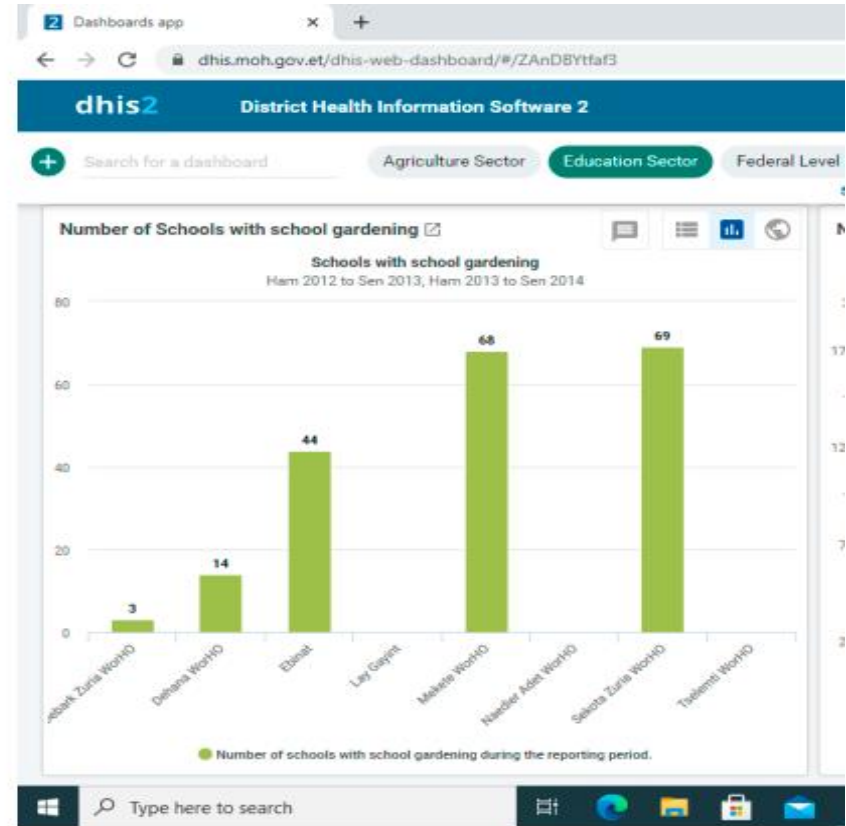 Dashboards app
dhis.moh.gov.et/dhis-web-dashboard/#/ZAnD8Ytfaf3
dhis2 District Health Information Software 2
Search for a dashboard Agriculture Sector Education Sector Federal Level
Number of Schools with school gardening
Schools with school gardening
Ham 2012 to Sen 2013, Ham 2013 to Sen 2014
80
60
40
20
0
3
14
44
68
69
ebark Zuria WorHO
Dehana WorHO
Ebinat
Lay Gayint
Mekete WorHO
Naedier Adet WorHO
Sekota Zuria WorHO
Tselemti WorHO
Number of schools with school gardening during the reporting period.
Type here to search